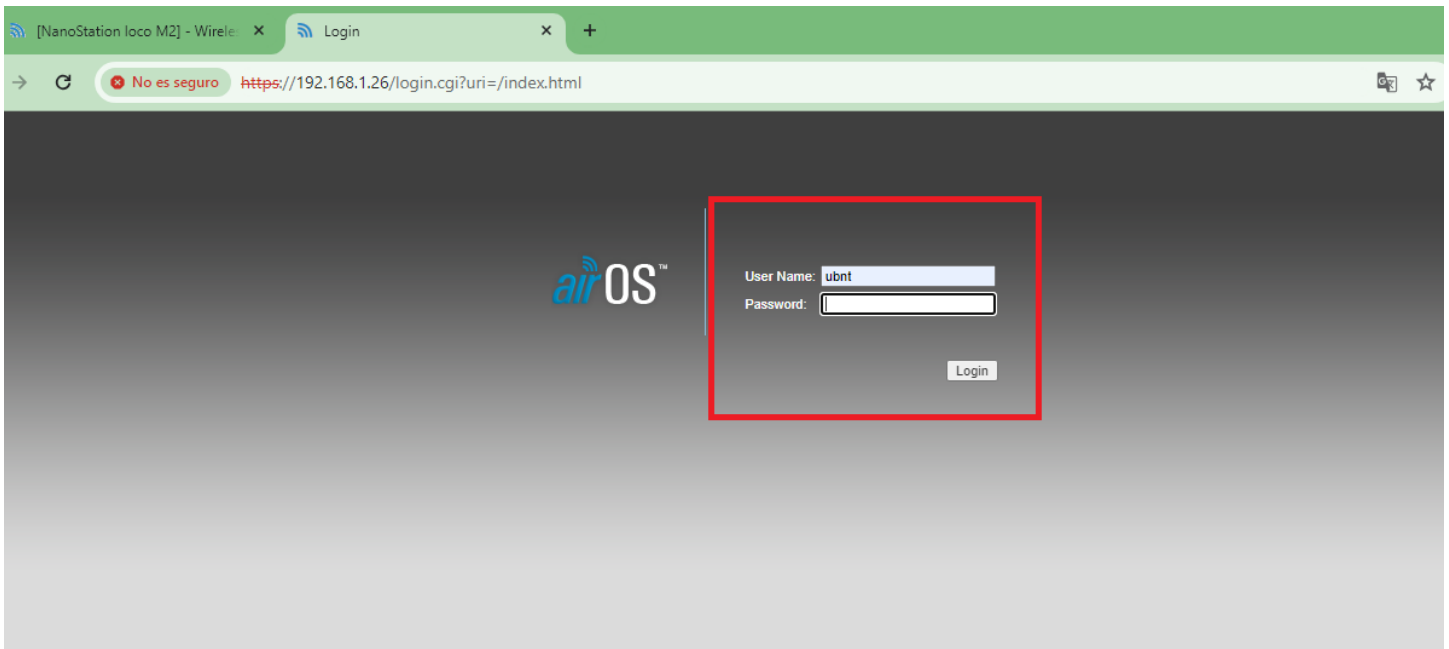 [NanoStation loco M2] - Wirele
Login
No es seguro
https://192.168.1.26/login.cgi?uri=/index.html
airOS™
User Name: ubnt
Password:
Login